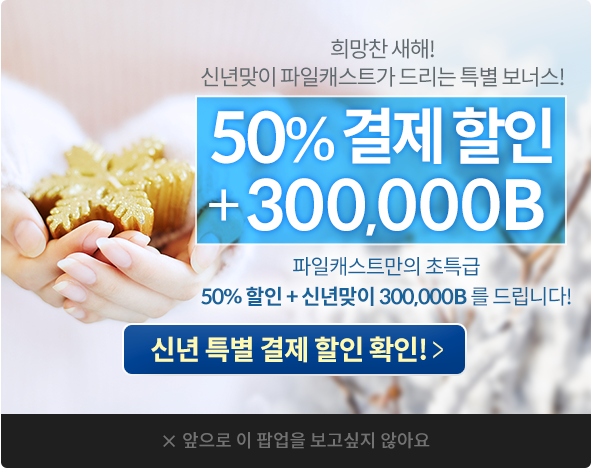 희망찬 새해!
신년맞이 파일캐스트가 드리는 특별 보너스!
50% 결제 할인
+300,000B
파일캐스트만의 초특급
50% 할인 + 신년맞이 300,000B 를 드립니다!
신년 특별 결제 할인 확인! >
× 앞으로 이 팝업을 보고싶지 않아요